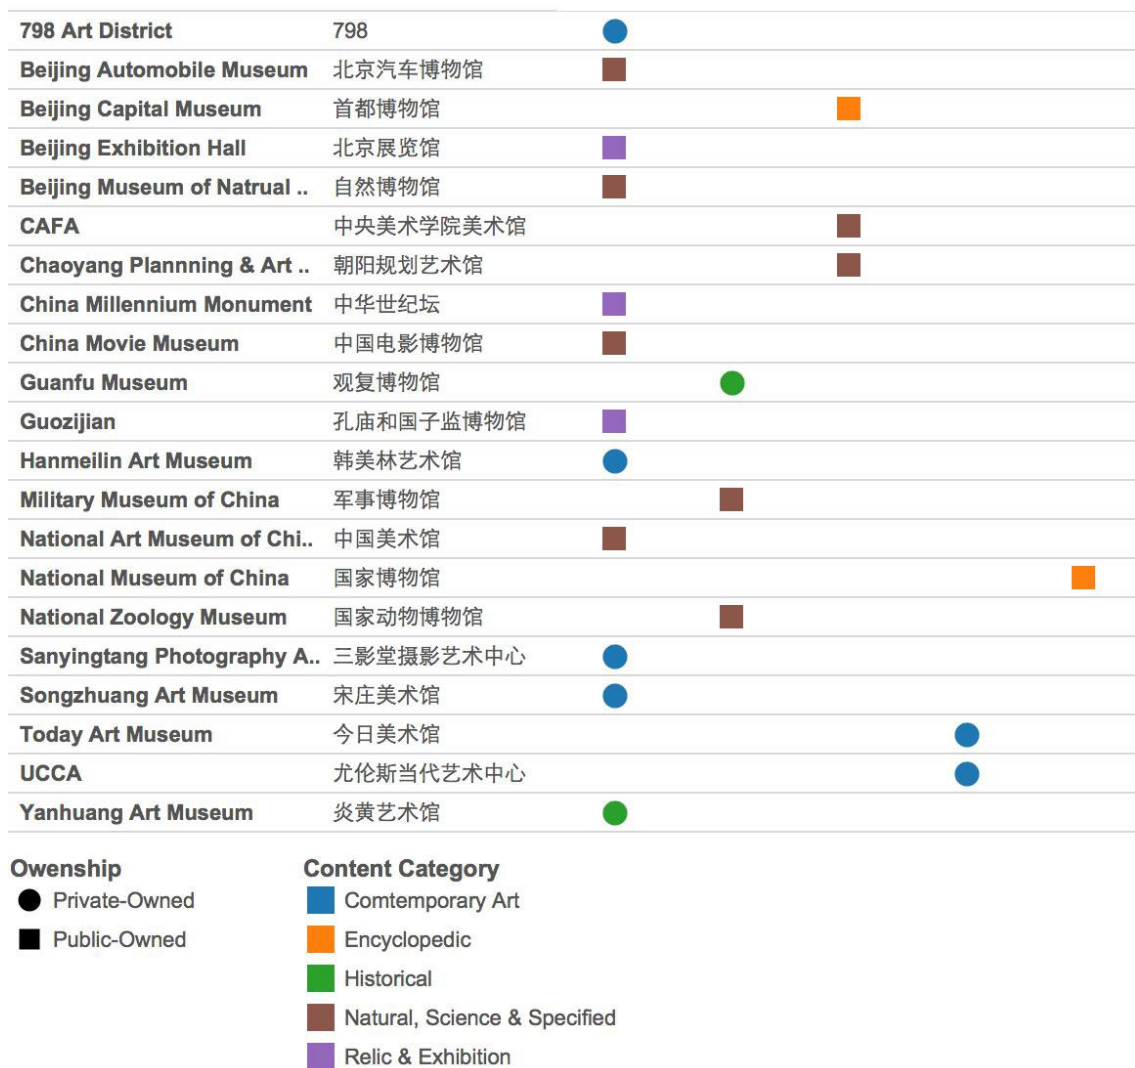 798 Art District 798
Beijing Automobile Museum 北京汽车博物馆
Beijing Capital Museum 首都博物馆
Beijing Exhibition Hall 北京展览馆
Beijing Museum of Natrual .. 自然博物馆
CAFA 中央美术学院美术馆
Chaoyang Plannning & Art .. 朝阳规划艺术馆
China Millennium Monument 中华世纪坛
China Movie Museum 中国电影博物馆
Guanfu Museum 观复博物馆
Guozijian 孔庙和国子监博物馆
Hanmeilin Art Museum 韩美林艺术馆
Military Museum of China 军事博物馆
National Art Museum of Chi.. 中国美术馆
National Museum of China 国家博物馆
National Zoology Museum 国家动物博物馆
Sanyingtang Photography A.. 三影堂摄影艺术中心
Songzhuang Art Museum 宋庄美术馆
Today Art Museum 今日美术馆
UCCA 尤伦斯当代艺术中心
Yanhuang Art Museum 炎黄艺术馆
Owenship
Private-Owned
Public-Owned
Content Category
Comtemporary Art
Encyclopedic
Historical
Natural, Science & Specified
Relic & Exhibition